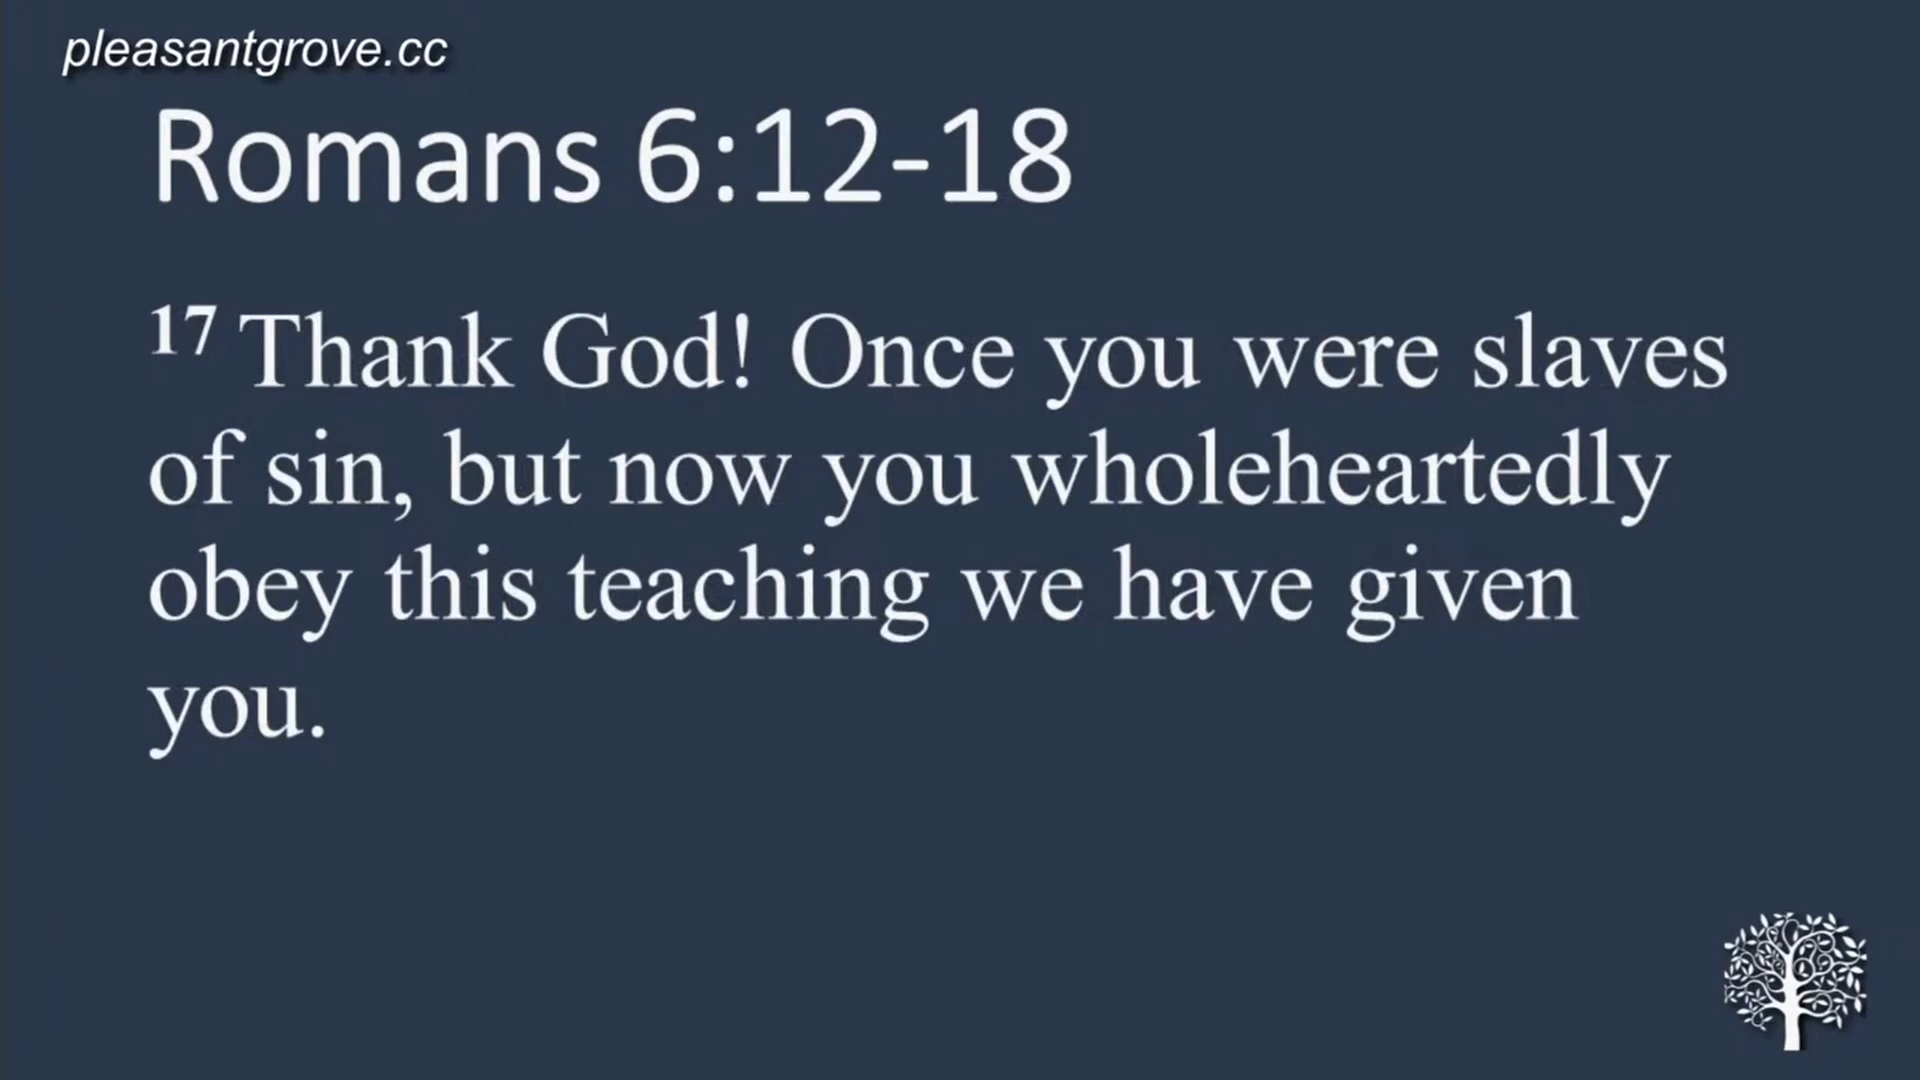 pleasantgrove.cc
Romans 6:12-18
17 Thank God! Once you were slaves
of sin, but now you wholeheartedly
obey this teaching we have given
you.